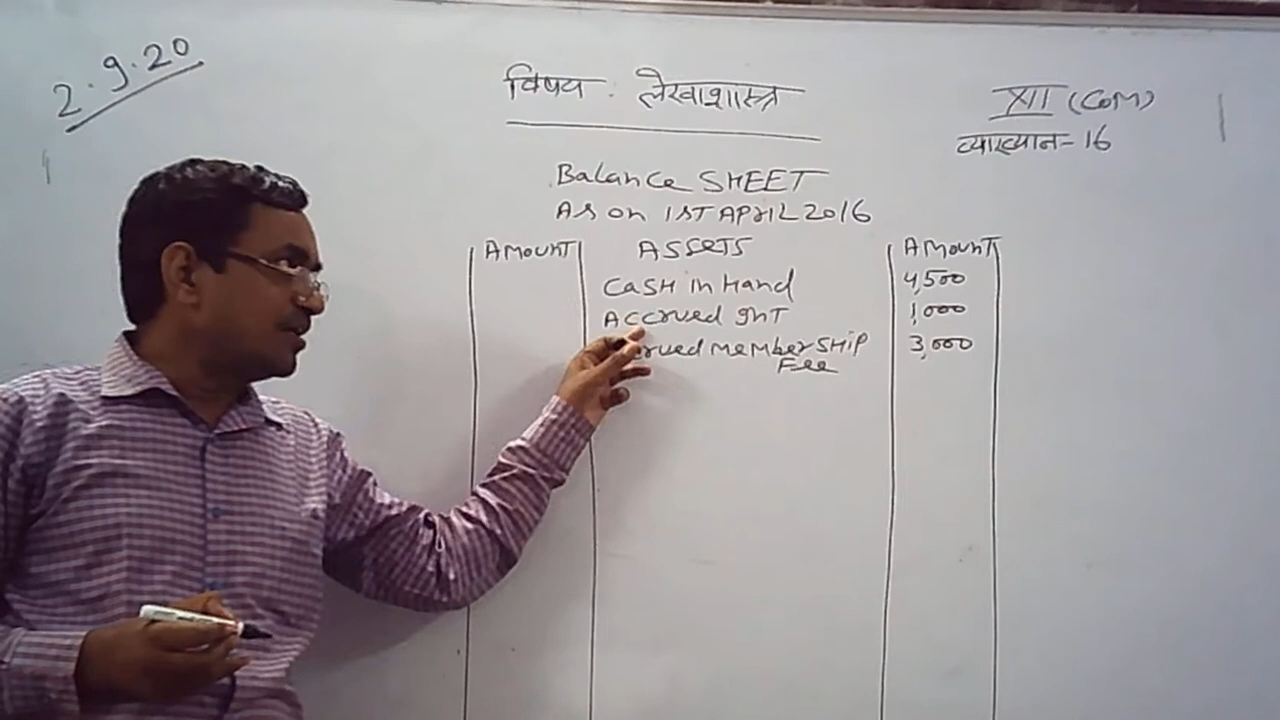 2.9.20
विषय : लेखाशास्त्र
XII (COM)
व्याख्यान-16
Balance SHEET
AS on 1ST APRIL 2016
AMOUNT ASSETS AMOUNT
CASH in Hand 4,500
Accrued INT 1,000
MEMBERSHIP 3,000
Fee